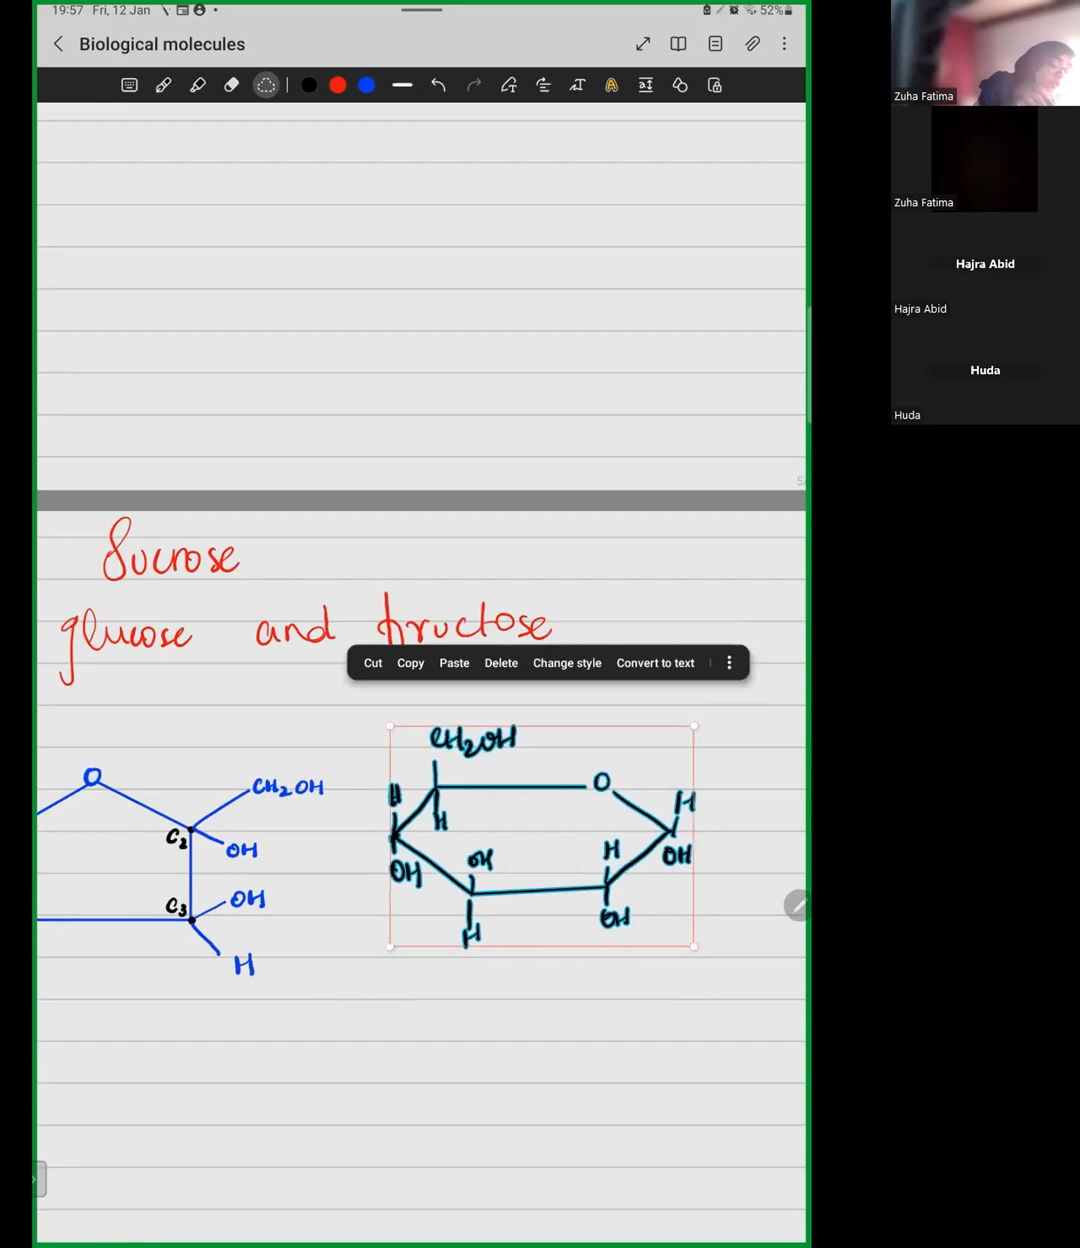 19:57 Fri, 12 Jan
52%
Biological molecules
Zuha Fatima
Zuha Fatima
Hajra Abid
Hajra Abid
Huda
Huda
Sucrose
glucose and fructose
Cut Copy Paste Delete Change style Convert to text
O
CH2OH
C2
OH
C3
OH
H
CH2OH
O
H
H
H
OH
OH
H
OH
H
OH